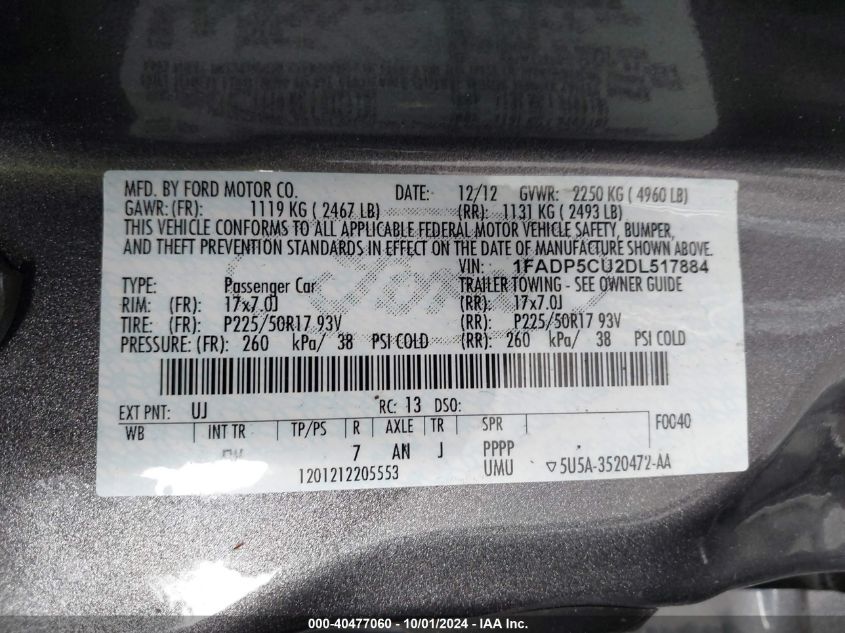 MFD. BY FORD MOTOR CO. DATE: 12/12 GVWR: 2250 KG ( 4960 LB)
GAWR: (FR): 1119 KG ( 2467 LB) (RR): 1131 KG ( 2493 LB)
THIS VEHICLE CONFORMS TO ALL APPLICABLE FEDERAL MOTOR VEHICLE SAFETY, BUMPER,
AND THEFT PREVENTION STANDARDS IN EFFECT ON THE DATE OF MANUFACTURE SHOWN ABOVE.
VIN: 1FADP5CU2DL517884
TYPE: Passenger Car TRAILER TOWING - SEE OWNER GUIDE
RIM: (FR): 17x7.0J (RR): 17x7.0J
TIRE: (FR): P225/50R17 93V (RR): P225/50R17 93V
PRESSURE: (FR): 260 kPa/ 38 PSI COLD (RR): 260 kPa/ 38 PSI COLD
EXT PNT: UJ RC: 13 DSO:
WB INT TR TP/PS R AXLE TR SPR F0040
7 AN J PPPP
1201212205553 UMU ▽5U5A-3520472-AA
000-40477060 - 10/01/2024 - IAA Inc.